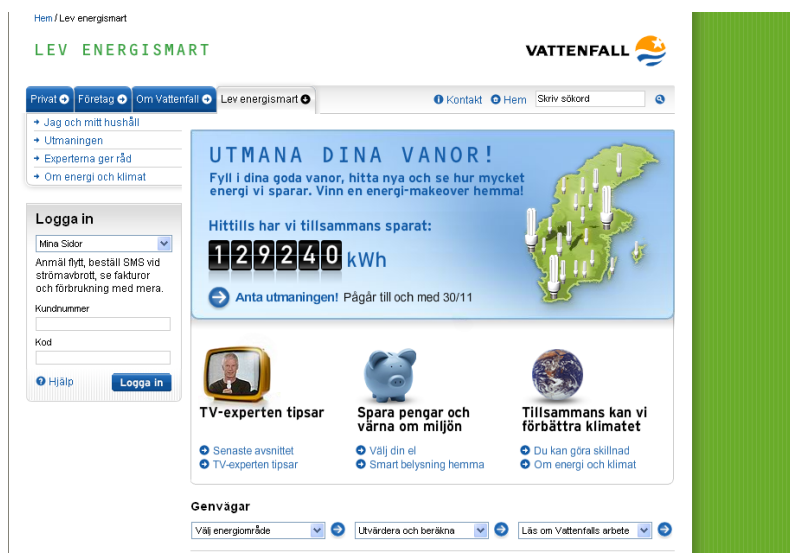 Hem / Lev energismart
LEV ENERGISMART
VATTENFALL
Privat
Företag
Om Vattenfall
Lev energismart
Kontakt
Hem
Skriv sökord
Jag och mitt hushåll
Utmaningen
Experterna ger råd
Om energi och klimat
Logga in
Mina Sidor
Anmäl flytt, beställ SMS vid
strömavbrott, se fakturor
och förbrukning med mera.
Kundnummer
Kod
Hjälp
Logga in
UTMANA DINA VANOR!
Fyll i dina goda vanor, hitta nya och se hur mycket
energi vi sparar. Vinn en energi-makeover hemma!
Hittills har vi tillsammans sparat:
129240 kWh
Anta utmaningen! Pågår till och med 30/11
TV-experten tipsar
Senaste avsnittet
TV-experten tipsar
Spara pengar och
värna om miljön
Välj din el
Smart belysning hemma
Tillsammans kan vi
förbättra klimatet
Du kan göra skillnad
Om energi och klimat
Genvägar
Välj energiområde
Utvärdera och beräkna
Läs om Vattenfalls arbete